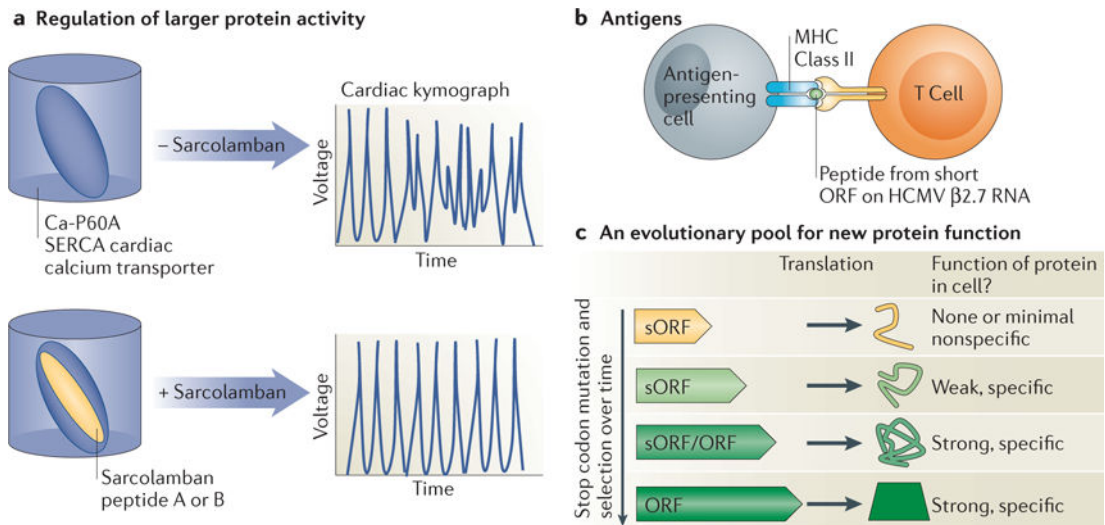 a Regulation of larger protein activity
– Sarcolamban
Cardiac kymograph
Voltage
Time
Ca-P60A
SERCA cardiac
calcium transporter
+ Sarcolamban
Voltage
Time
Sarcolamban
peptide A or B
b Antigens
MHC
Class II
Antigen-
presenting
cell
T Cell
Peptide from short
ORF on HCMV β2.7 RNA
c An evolutionary pool for new protein function
Translation
Function of protein
in cell?
Stop codon mutation and
selection over time
sORF
None or minimal
nonspecific
sORF
Weak, specific
sORF/ORF
Strong, specific
ORF
Strong, specific